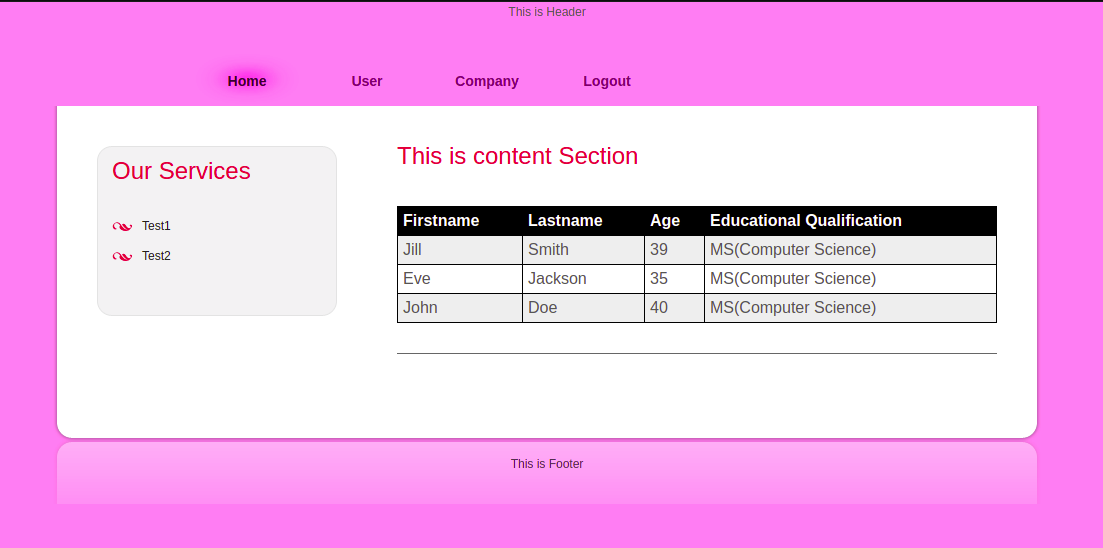 This is Header
Home User Company Logout
Our Services
Test1
Test2
This is content Section
Firstname Lastname Age Educational Qualification
Jill Smith 39 MS(Computer Science)
Eve Jackson 35 MS(Computer Science)
John Doe 40 MS(Computer Science)
This is Footer